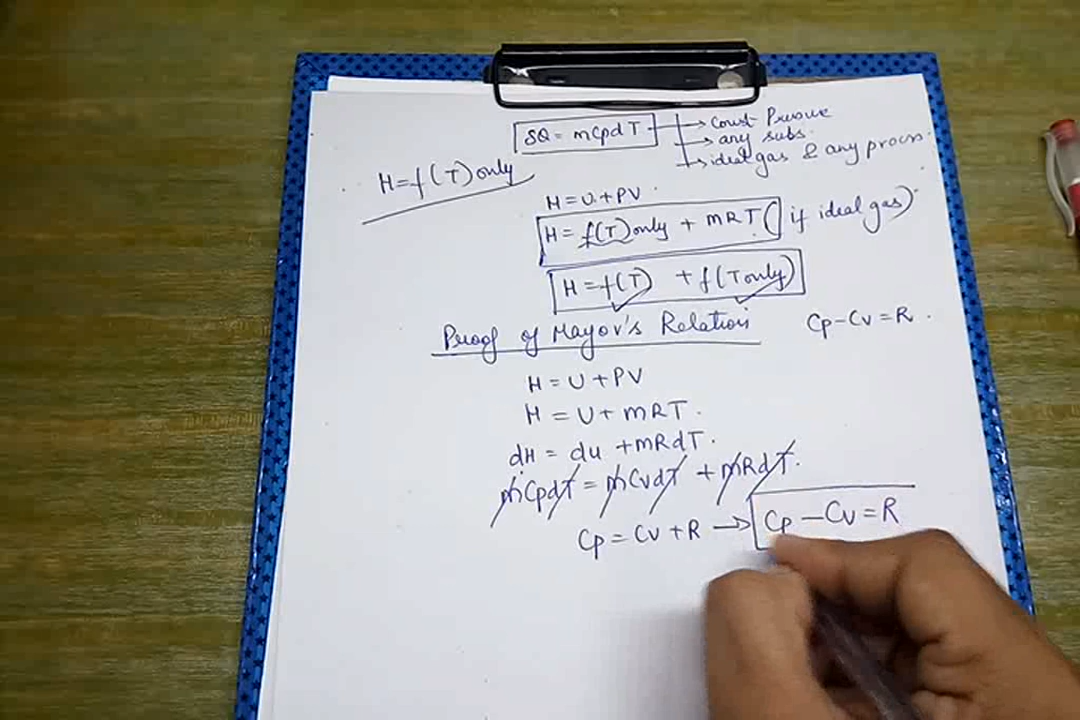 δQ = mCpdT → Const Pressure
→ any subs.
→ ideal gas & any process.
H=f(T) only
H = U + PV
H = f(T) only + mRT (if ideal gas)
H = f(T) + f(T only)
Proof of Mayor's Relation Cp-Cv=R.
H = U + PV
H = U + mRT.
dH = du + mRdT.
mCpdT = mCvdT + mRdT.
Cp = Cv + R → Cp - Cv = R